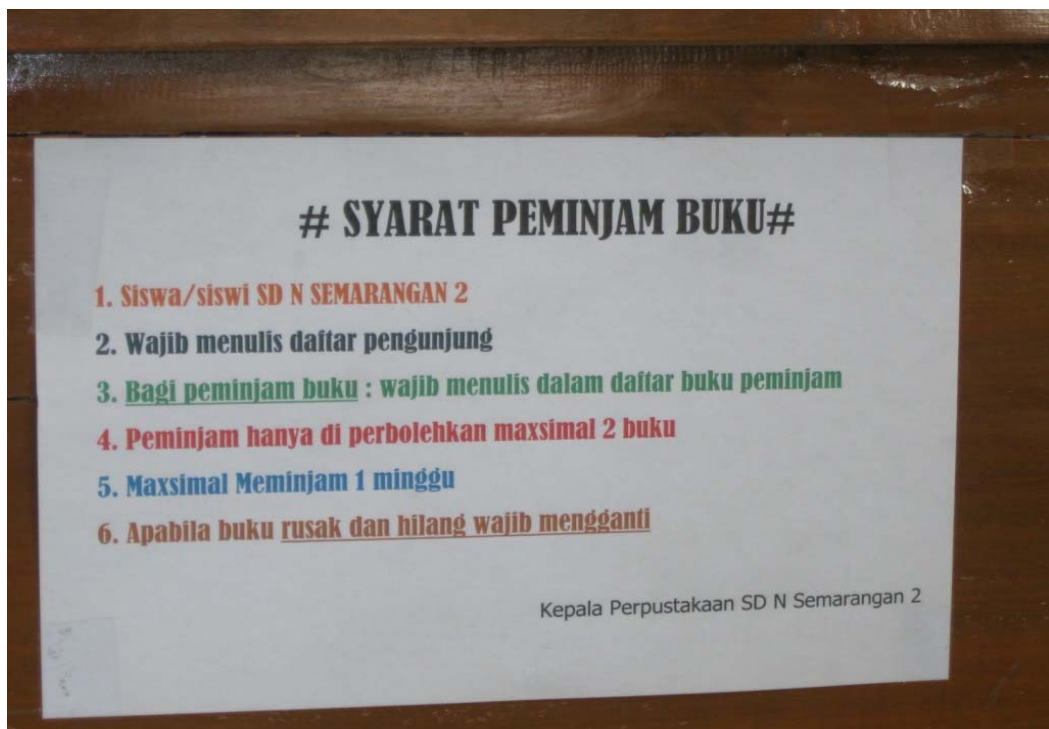 # SYARAT PEMINJAM BUKU#
1. Siswa/siswi SD N SEMARANGAN 2
2. Wajib menulis daftar pengunjung
3. Bagi peminjam buku : wajib menulis dalam daftar buku peminjam
4. Peminjam hanya di perbolehkan maxsimal 2 buku
5. Maxsimal Meminjam 1 minggu
6. Apabila buku rusak dan hilang wajib mengganti
Kepala Perpustakaan SD N Semarangan 2